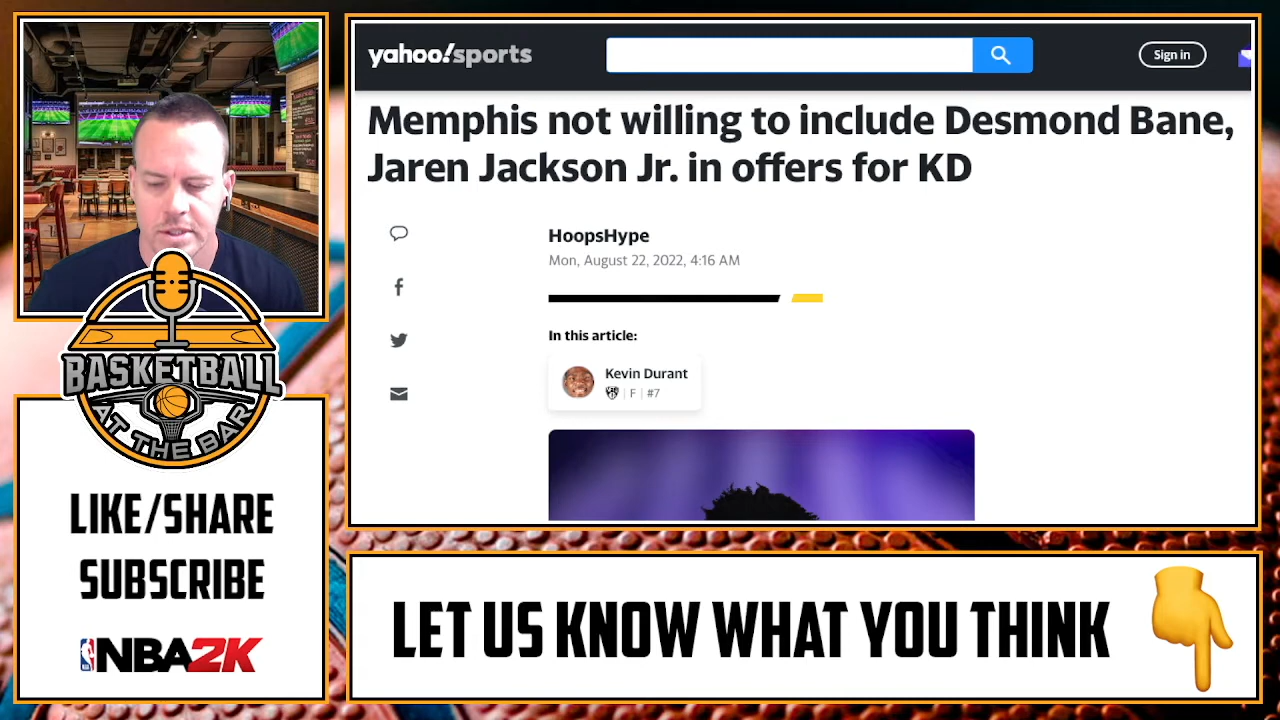 yahoo!sports
Sign in
Memphis not willing to include Desmond Bane,
Jaren Jackson Jr. in offers for KD
HoopsHype
Mon, August 22, 2022, 4:16 AM
In this article:
Kevin Durant
F | #7
BASKETBALL
AT THE BAR
LIKE/SHARE
SUBSCRIBE
NBA2K
LET US KNOW WHAT YOU THINK